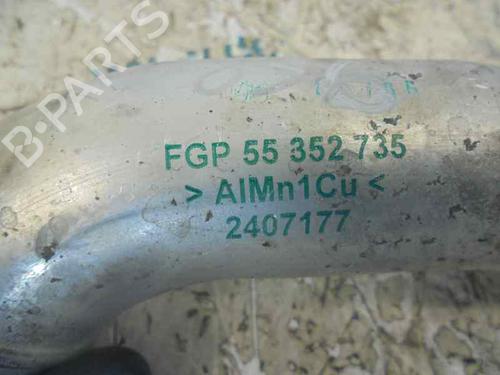 B-PARTS
FGP 55 352 735
> AlMn1Cu <
2407177